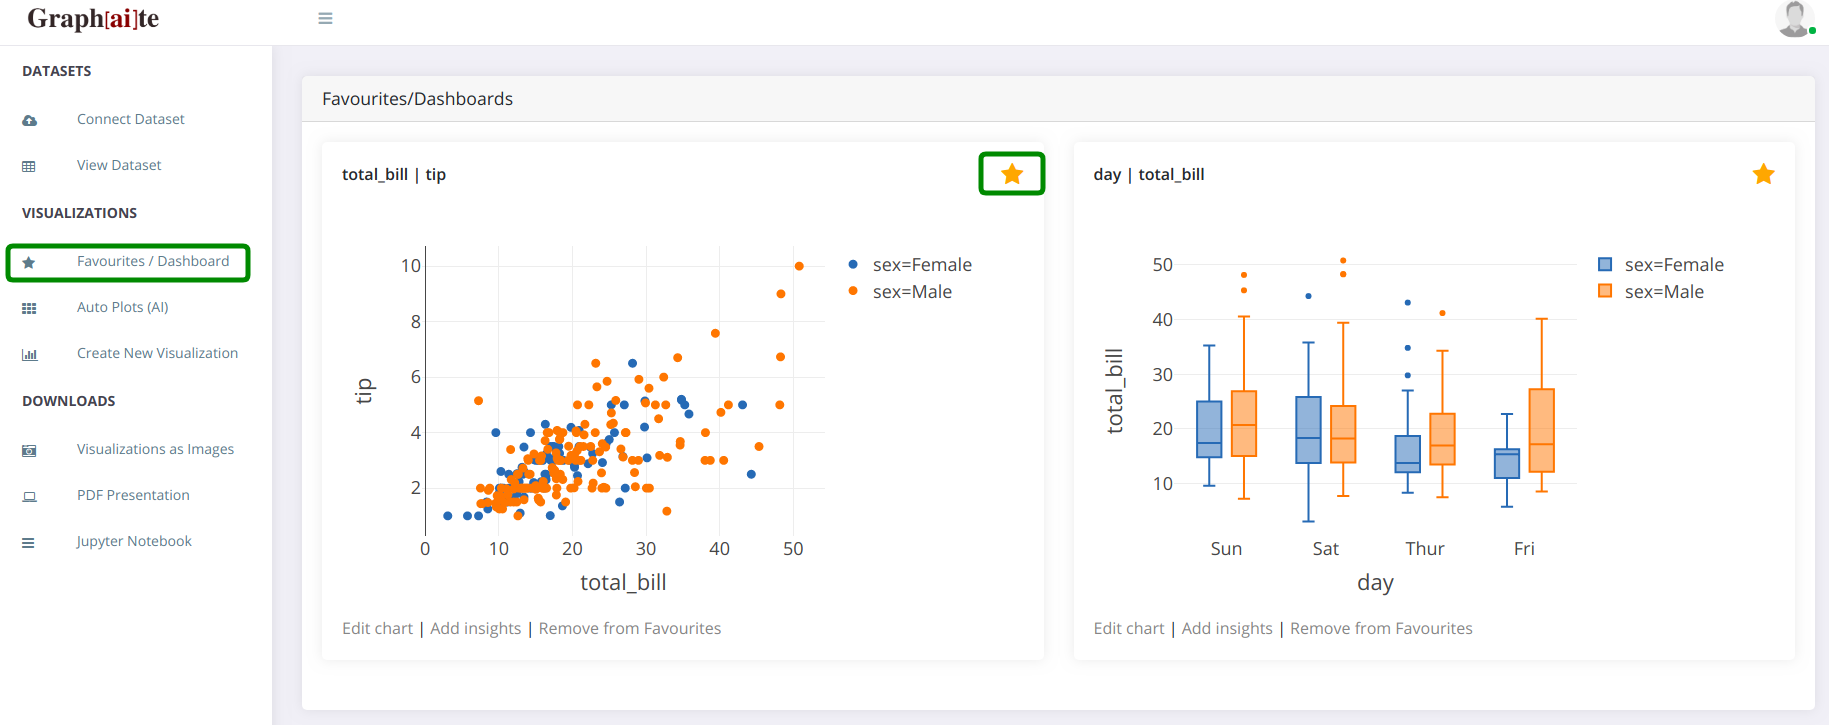 Graph[ai]te
DATASETS
Connect Dataset
View Dataset
VISUALIZATIONS
Favourites / Dashboard
Auto Plots (AI)
Create New Visualization
DOWNLOADS
Visualizations as Images
PDF Presentation
Jupyter Notebook
Favourites/Dashboards
total_bill | tip
10
8
6
4
2
tip
0 10 20 30 40 50
total_bill
sex=Female
sex=Male
Edit chart | Add insights | Remove from Favourites
day | total_bill
50
40
30
20
10
total_bill
Sun Sat Thur Fri
day
sex=Female
sex=Male
Edit chart | Add insights | Remove from Favourites